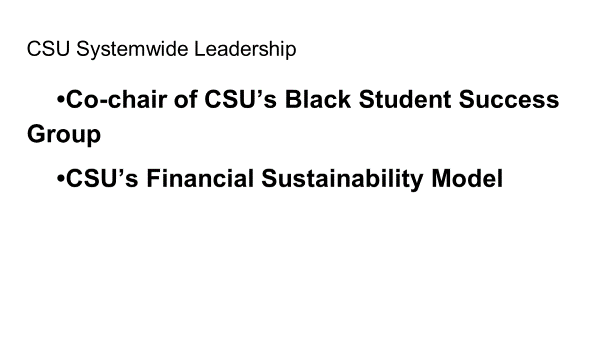 CSU Systemwide Leadership
•Co-chair of CSU’s Black Student Success
Group
•CSU’s Financial Sustainability Model